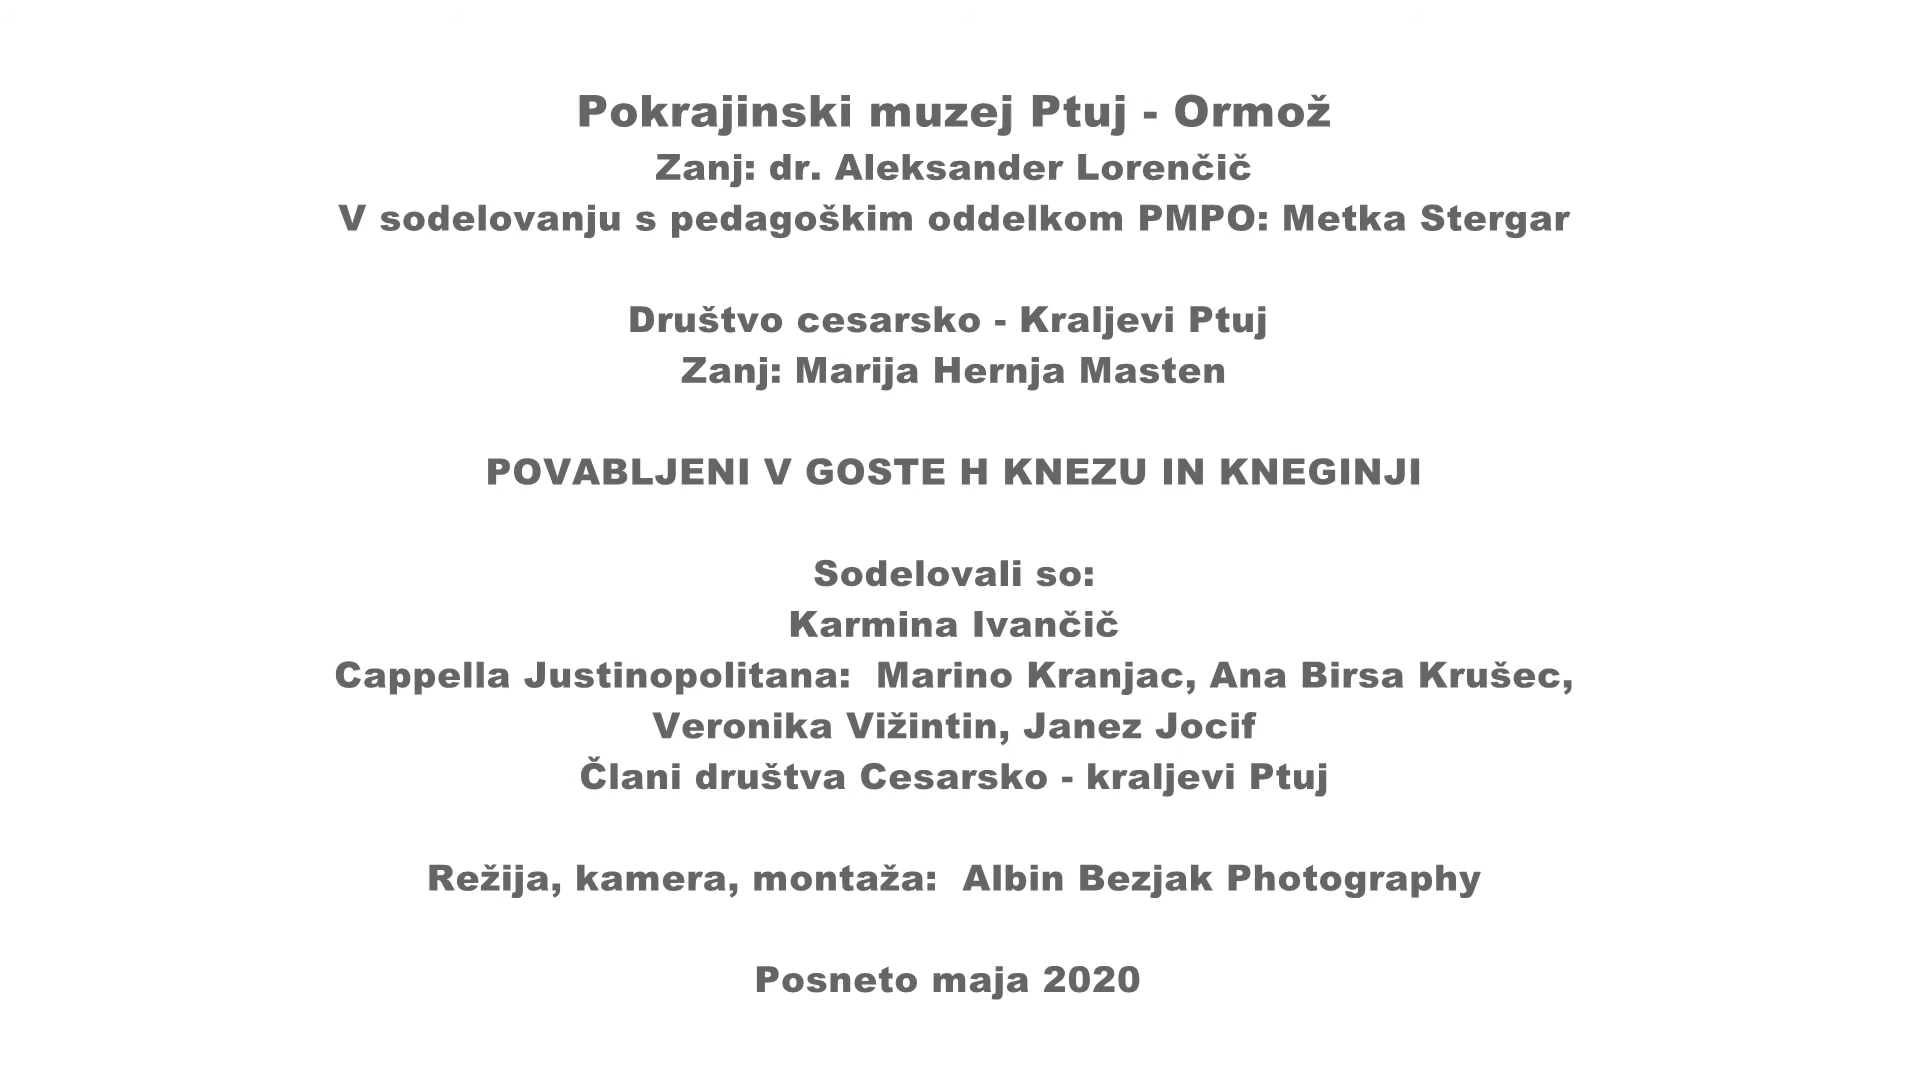 Pokrajinski muzej Ptuj - Ormož
Zanj: dr. Aleksander Lorenčič
V sodelovanju s pedagoškim oddelkom PMPO: Metka Stergar
Društvo cesarsko - Kraljevi Ptuj
Zanj: Marija Hernja Masten
POVABLJENI V GOSTE H KNEZU IN KNEGINJI
Sodelovali so:
Karmina Ivančič
Cappella Justinopolitana:  Marino Kranjac, Ana Birsa Krušec,
Veronika Vižintin, Janez Jocif
Člani društva Cesarsko - kraljevi Ptuj
Režija, kamera, montaža:  Albin Bezjak Photography
Posneto maja 2020